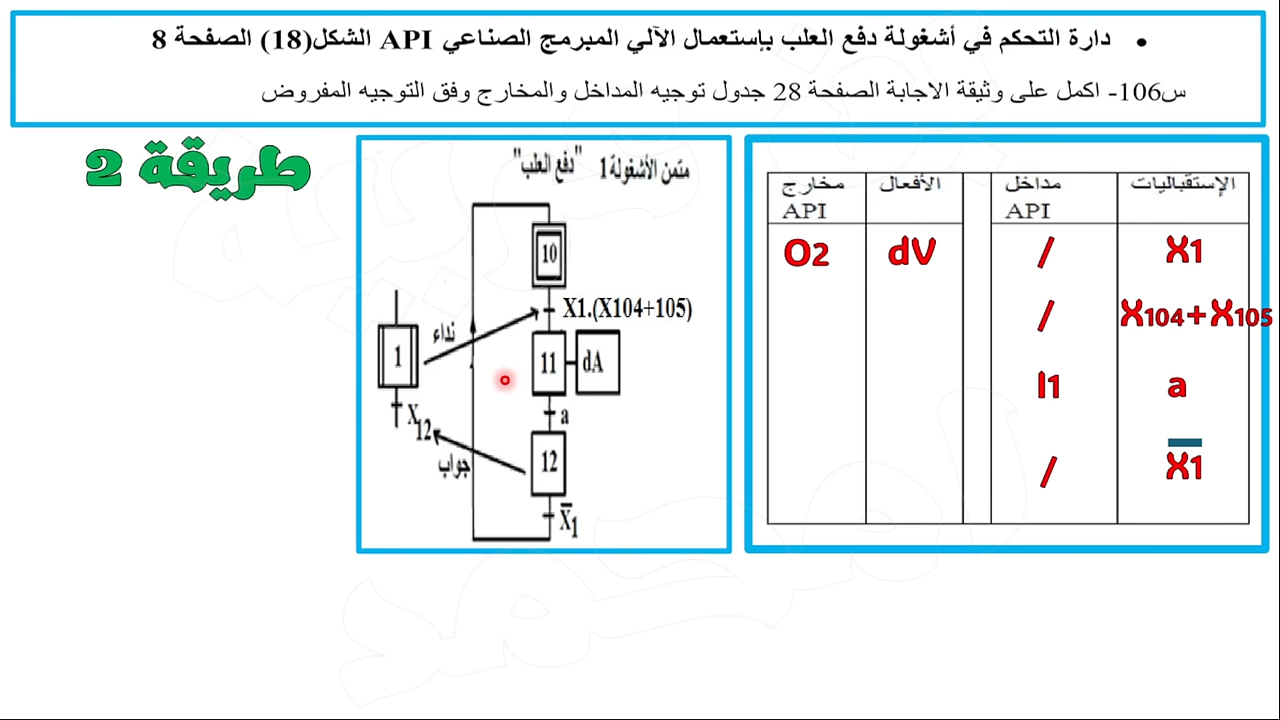 • دارة التحكم في أشغولة دفع العلب بإستعمال الآلي المبرمج الصناعي API الشكل(18) الصفحة 8
س106- اكمل على وثيقة الاجابة الصفحة 28 جدول توجيه المداخل والمخارج وفق التوجيه المفروض
طريقة 2
متمن الأشغولة1 "دفع العلب"
10
X1.(X104+105)
نداء
1
11
dA
X12
a
جواب
12
X̅1
الإستقباليات
مداخل API
الأفعال
مخارج API
X1
/
dV
O2
X104+X105
/
a
I1
X̅1
/